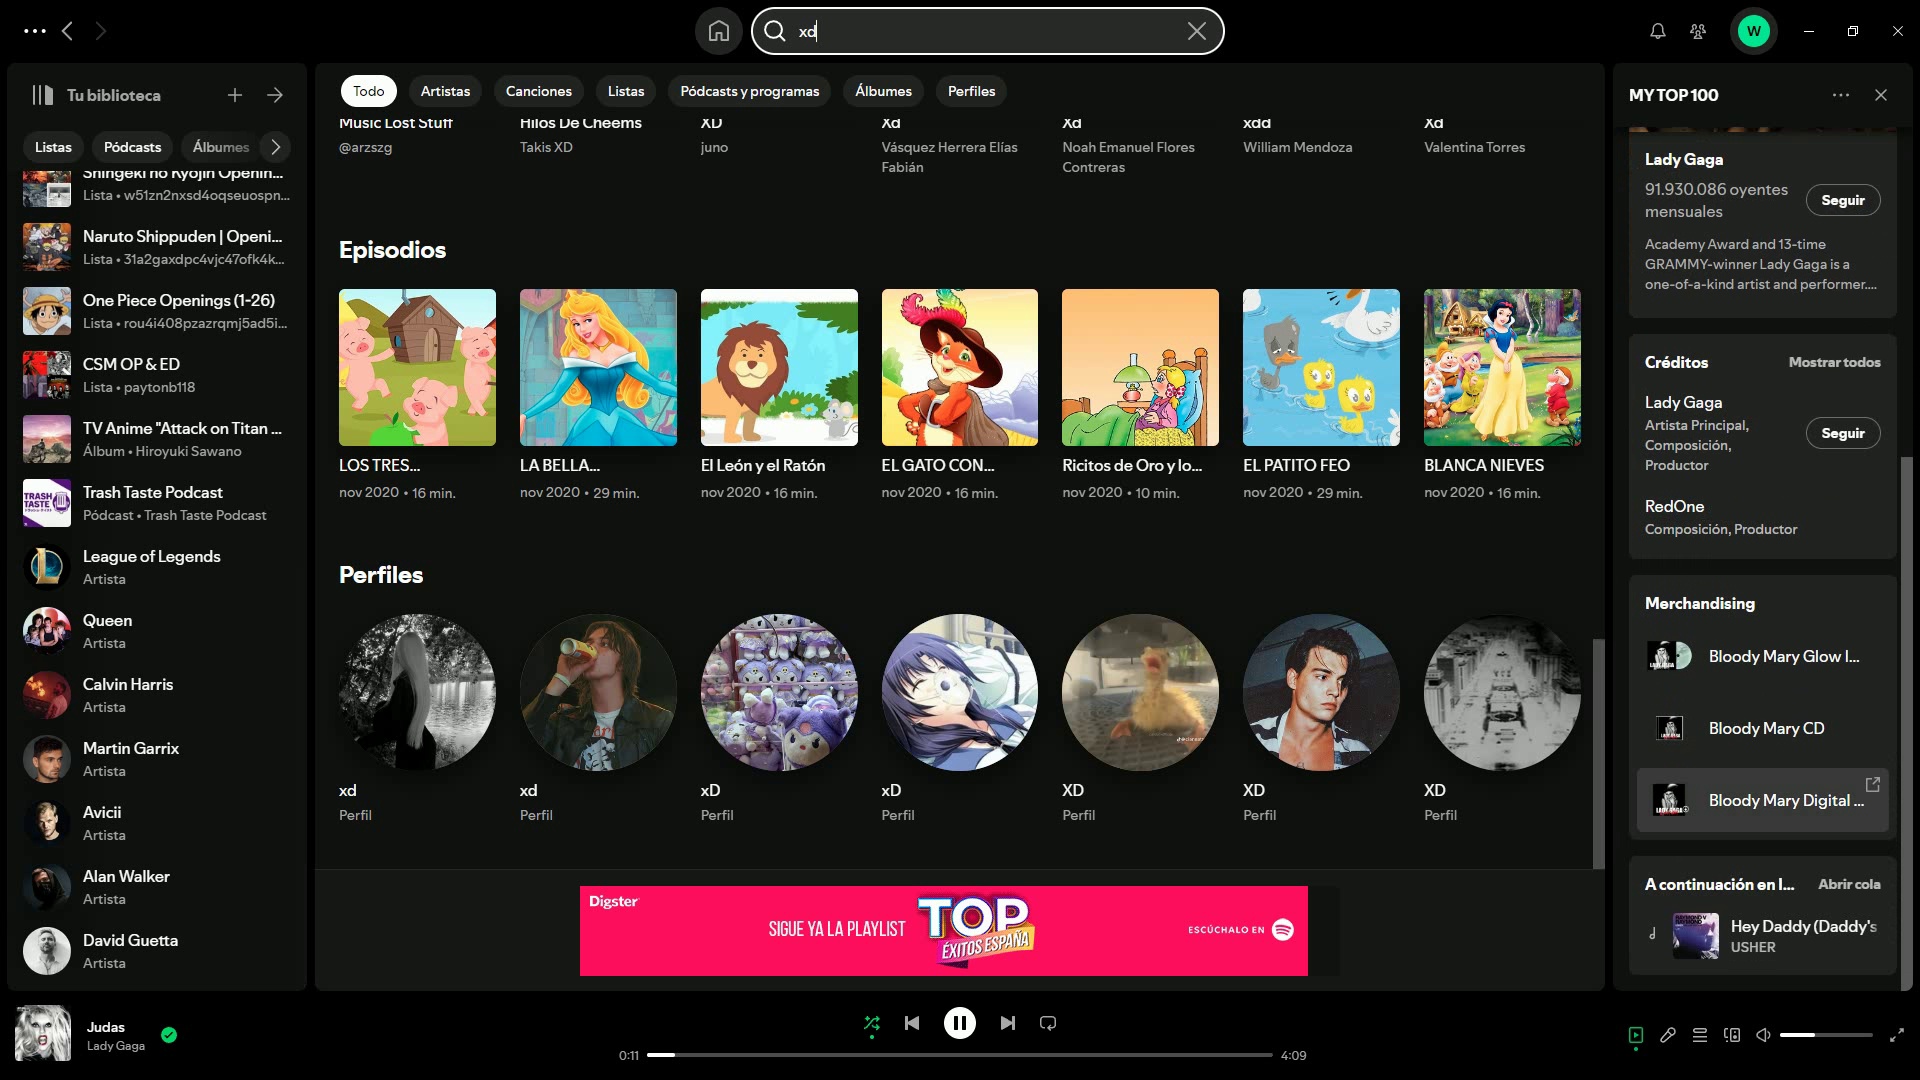 xd
W
Tu biblioteca
Listas
Pódcasts
Álbumes
Shingeki no Kyojin Openin...
Lista • w51zn2nxsd4oqseuospn...
Naruto Shippuden | Openi...
Lista • 31a2gaxdpc4vjc47ofk4k...
One Piece Openings (1-26)
Lista • rou4i408pzazrqmj5ad5i...
CSM OP & ED
Lista • paytonb118
TV Anime "Attack on Titan ...
Álbum • Hiroyuki Sawano
TRASH TASTE
Trash Taste Podcast
Pódcast • Trash Taste Podcast
League of Legends
Artista
Queen
Artista
Calvin Harris
Artista
Martin Garrix
Artista
Avicii
Artista
Alan Walker
Artista
David Guetta
Artista
Todo
Artistas
Canciones
Listas
Pódcasts y programas
Álbumes
Perfiles
Music Lost Stuff
@arzszg
Hilos De Cheems
Takis XD
XD
juno
Xd
Vásquez Herrera Elías
Fabián
Xd
Noah Emanuel Flores
Contreras
xdd
William Mendoza
Xd
Valentina Torres
Episodios
LOS TRES...
nov 2020 • 16 min.
LA BELLA...
nov 2020 • 29 min.
El León y el Ratón
nov 2020 • 16 min.
EL GATO CON...
nov 2020 • 16 min.
Ricitos de Oro y lo...
nov 2020 • 10 min.
EL PATITO FEO
nov 2020 • 29 min.
BLANCA NIEVES
nov 2020 • 16 min.
Perfiles
xd
Perfil
xd
Perfil
xD
Perfil
xD
Perfil
XD
Perfil
XD
Perfil
XD
Perfil
Digster
SIGUE YA LA PLAYLIST
TOP
ÉXITOS ESPAÑA
ESCÚCHALO EN
MY TOP 100
Lady Gaga
91.930.086 oyentes
mensuales
Seguir
Academy Award and 13-time
GRAMMY-winner Lady Gaga is a
one-of-a-kind artist and performer....
Créditos
Mostrar todos
Lady Gaga
Artista Principal,
Composición,
Productor
Seguir
RedOne
Composición, Productor
Merchandising
Bloody Mary Glow I...
Bloody Mary CD
Bloody Mary Digital ...
A continuación en l...
Abrir cola
Hey Daddy (Daddy's
USHER
Judas
Lady Gaga
0:11
4:09